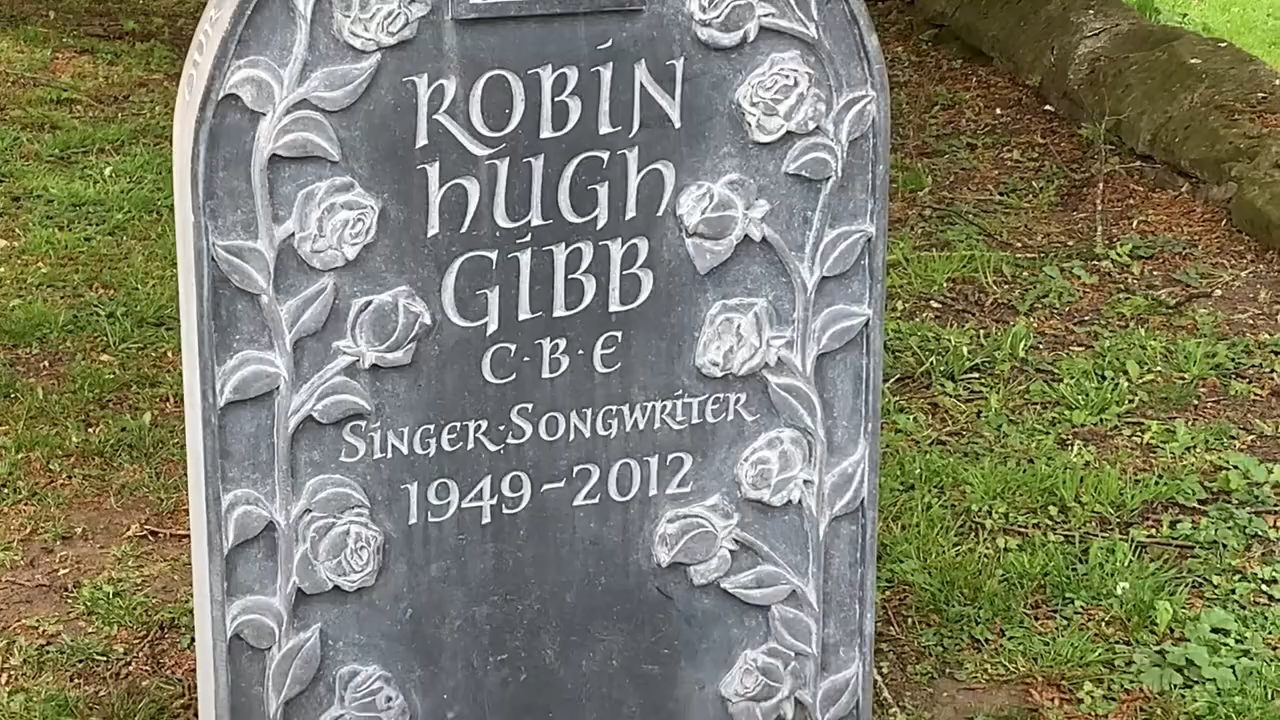 ROBIN
HUGH
GIBB
C·B·E
SINGER·SONGWRITER
1949-2012